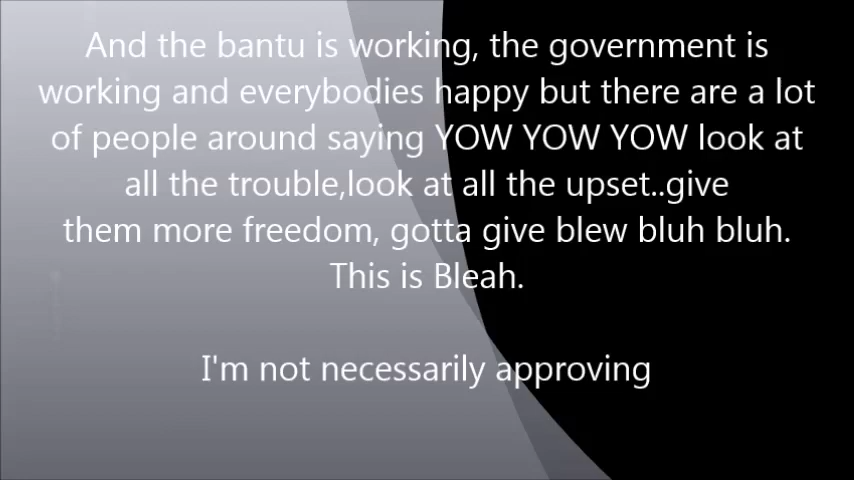 And the bantu is working, the government is
working and everybodies happy but there are a lot
of people around saying YOW YOW YOW look at
all the trouble,look at all the upset..give
them more freedom, gotta give blew bluh bluh.
This is Bleah.
I'm not necessarily approving